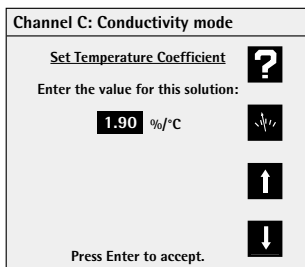 Channel C: Conductivity mode
Set Temperature Coefficient
?
Enter the value for this solution:
1.90 %/°C
Press Enter to accept.